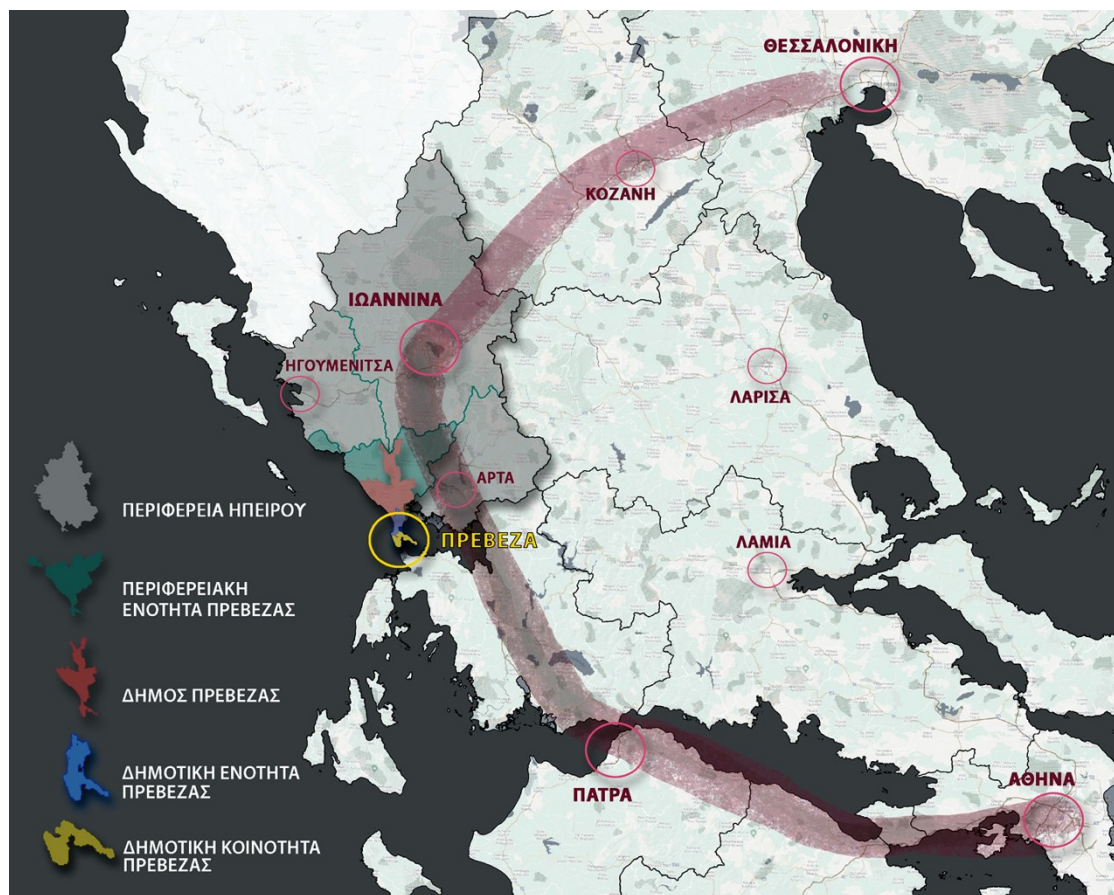 ΘΕΣΣΑΛΟΝΙΚΗ
ΚΟΖΑΝΗ
ΙΩΑΝΝΙΝΑ
ΗΓΟΥΜΕΝΙΤΣΑ
ΛΑΡΙΣΑ
ΑΡΤΑ
ΠΡΕΒΕΖΑ
ΛΑΜΙΑ
ΠΑΤΡΑ
ΑΘΗΝΑ
ΠΕΡΙΦΕΡΕΙΑ ΗΠΕΙΡΟΥ
ΠΕΡΙΦΕΡΕΙΑΚΗ
ΕΝΟΤΗΤΑ ΠΡΕΒΕΖΑΣ
ΔΗΜΟΣ ΠΡΕΒΕΖΑΣ
ΔΗΜΟΤΙΚΗ ΕΝΟΤΗΤΑ
ΠΡΕΒΕΖΑΣ
ΔΗΜΟΤΙΚΗ ΚΟΙΝΟΤΗΤΑ
ΠΡΕΒΕΖΑΣ